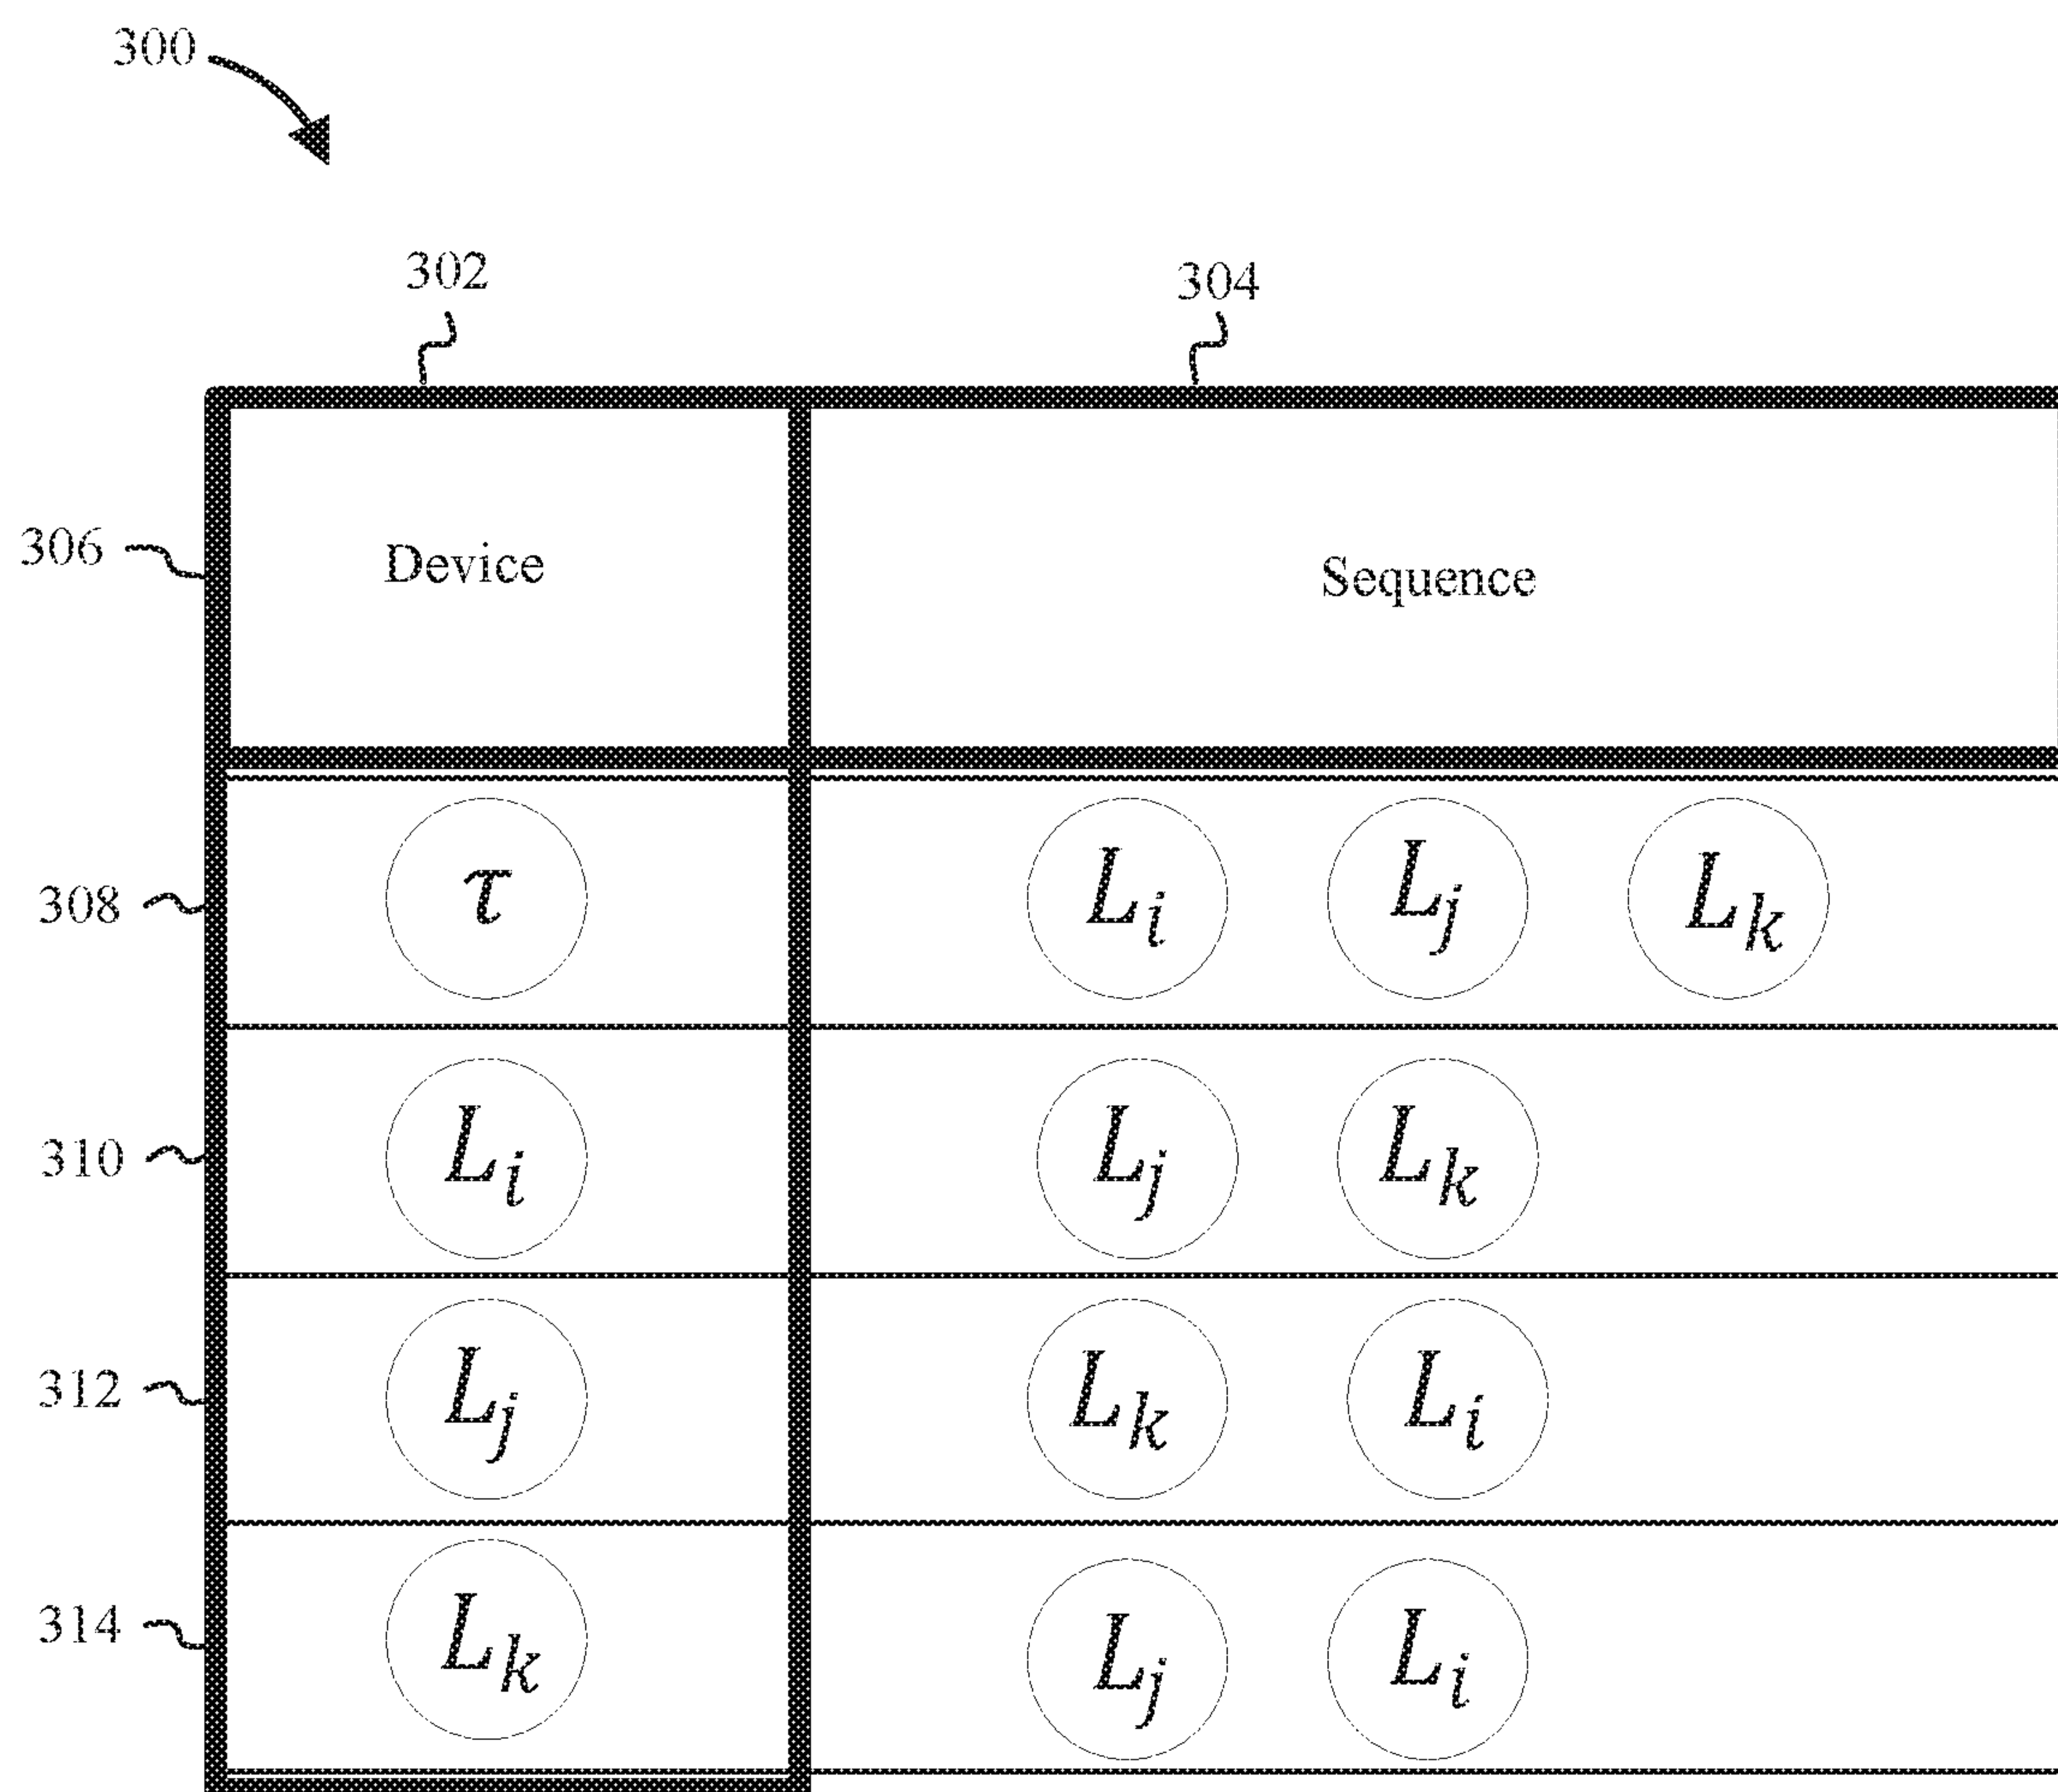 300
302 304
306 Device Sequence
308 τ L_i L_j L_k
310 L_i L_j L_k
312 L_j L_k L_i
314 L_k L_j L_i